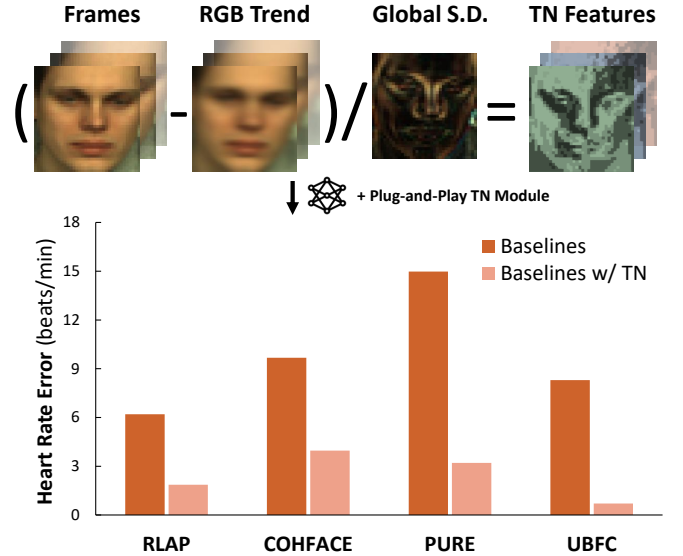 Frames RGB Trend Global S.D. TN Features
( - ) / =
+ Plug-and-Play TN Module
Heart Rate Error (beats/min)
18
15
12
9
6
3
0
Baselines
Baselines w/ TN
RLAP COHFACE PURE UBFC